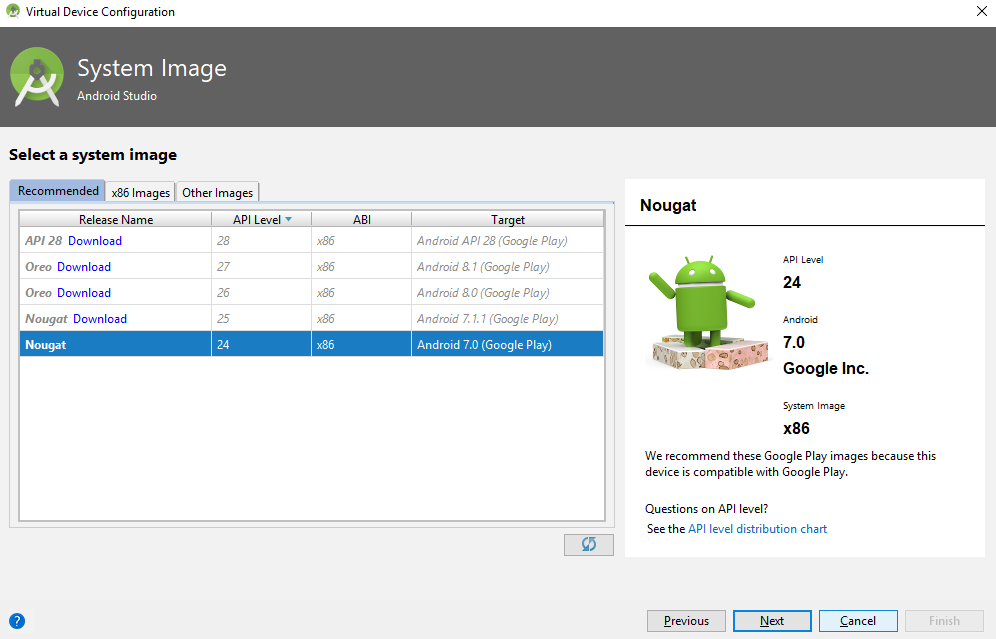 Virtual Device Configuration
System Image
Android Studio
Select a system image
Recommended x86 Images Other Images
Release Name API Level ABI Target
API 28 Download 28 x86 Android API 28 (Google Play)
Oreo Download 27 x86 Android 8.1 (Google Play)
Oreo Download 26 x86 Android 8.0 (Google Play)
Nougat Download 25 x86 Android 7.1.1 (Google Play)
Nougat 24 x86 Android 7.0 (Google Play)
Nougat
API Level
24
Android
7.0
Google Inc.
System Image
x86
We recommend these Google Play images because this
device is compatible with Google Play.
Questions on API level?
See the API level distribution chart
? Previous Next Cancel Finish